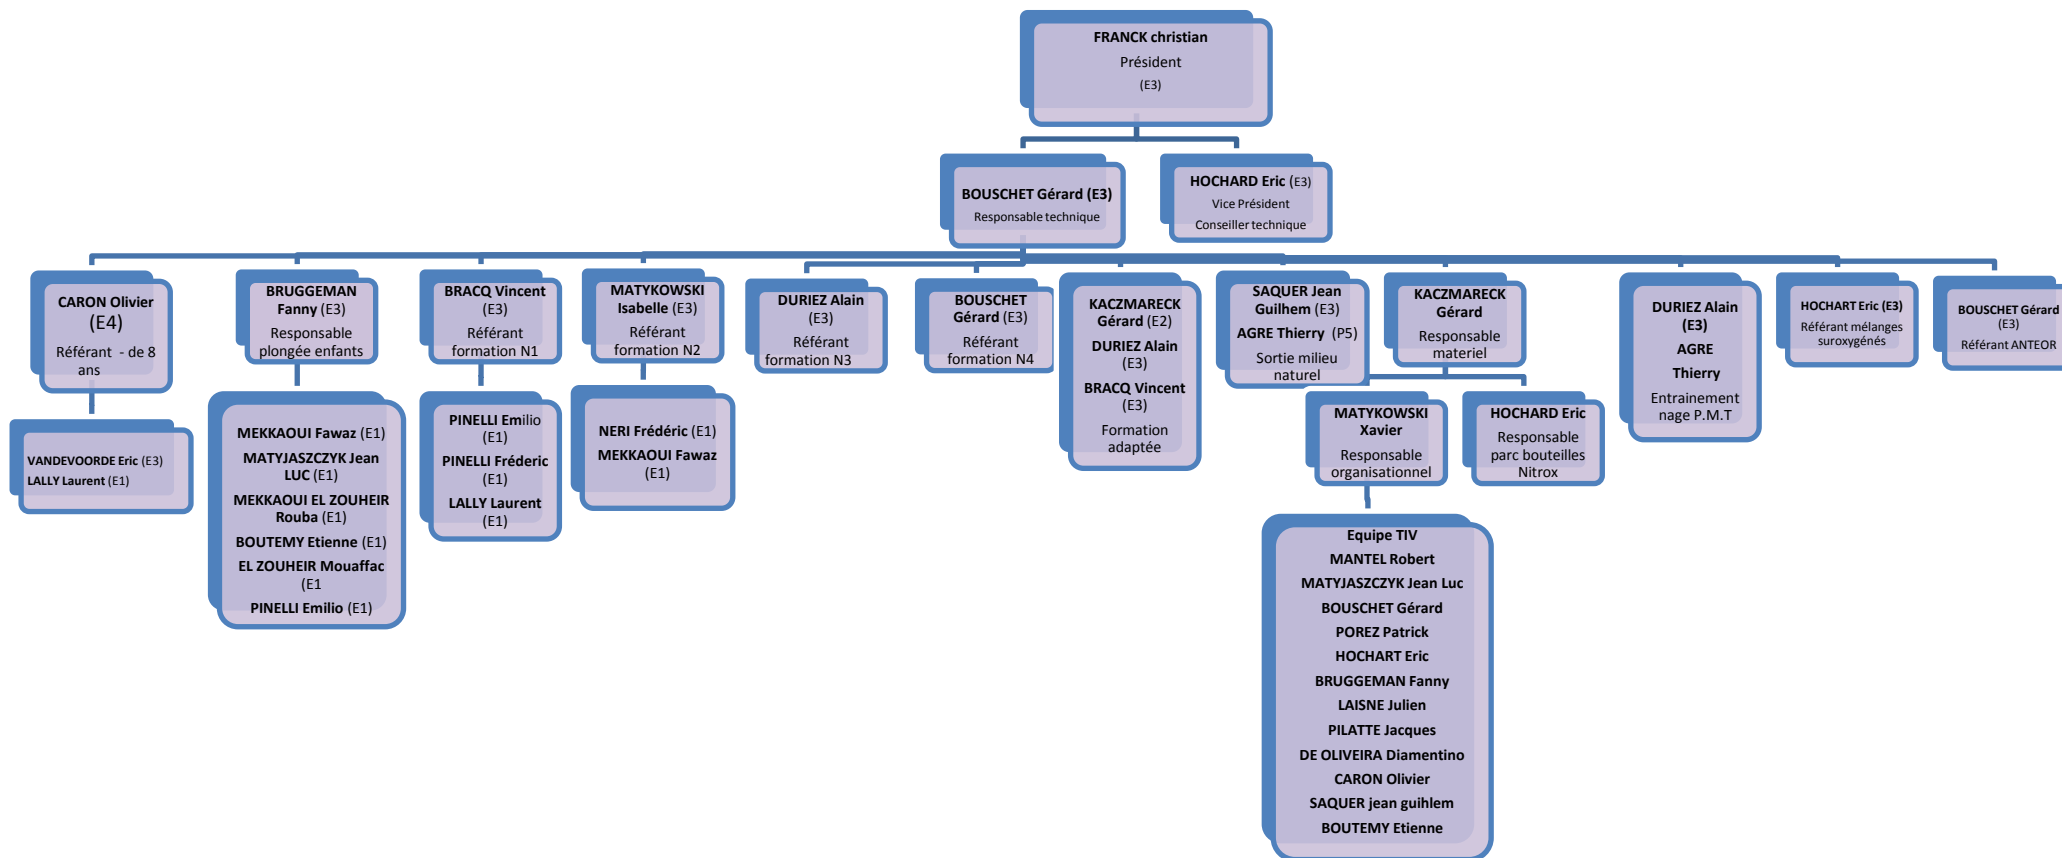 FRANCK christian
Président
(E3)
BOUSCHET Gérard (E3)
Responsable technique
HOCHARD Eric (E3)
Vice Président
Conseiller technique
CARON Olivier
(E4)
Référant - de 8
ans
BRUGGEMAN
Fanny (E3)
Responsable
plongée enfants
BRACQ Vincent
(E3)
Référant
formation N1
MATYKOWSKI
Isabelle (E3)
Référant
formation N2
DURIEZ Alain
(E3)
Référant
formation N3
BOUSCHET
Gérard (E3)
Référant
formation N4
KACZMARECK
Gérard (E2)
DURIEZ Alain
(E3)
BRACQ Vincent
(E3)
Formation
adaptée
SAQUER Jean
Guilhem (E3)
AGRE Thierry (P5)
Sortie milieu
naturel
KACZMARECK
Gérard
Responsable
materiel
DURIEZ Alain
(E3)
AGRE
Thierry
Entrainement
nage P.M.T
HOCHART Eric (E3)
Référant mélanges
suroxygénés
BOUSCHET Gérard
(E3)
Référant ANTEOR
VANDEVOORDE Eric (E3)
LALLY Laurent (E1)
MEKKAOUI Fawaz (E1)
MATYJASZCZYK Jean
LUC (E1)
MEKKAOUI EL ZOUHEIR
Rouba (E1)
BOUTEMY Etienne (E1)
EL ZOUHEIR Mouaffac
(E1
PINELLI Emilio (E1)
PINELLI Emilio
(E1)
PINELLI Fréderic
(E1)
LALLY Laurent
(E1)
NERI Frédéric (E1)
MEKKAOUI Fawaz
(E1)
MATYKOWSKI
Xavier
Responsable
organisationnel
HOCHARD Eric
Responsable
parc bouteilles
Nitrox
Equipe TIV
MANTEL Robert
MATYJASZCZYK Jean Luc
BOUSCHET Gérard
POREZ Patrick
HOCHART Eric
BRUGGEMAN Fanny
LAISNE Julien
PILATTE Jacques
DE OLIVEIRA Diamentino
CARON Olivier
SAQUER jean guihlem
BOUTEMY Etienne